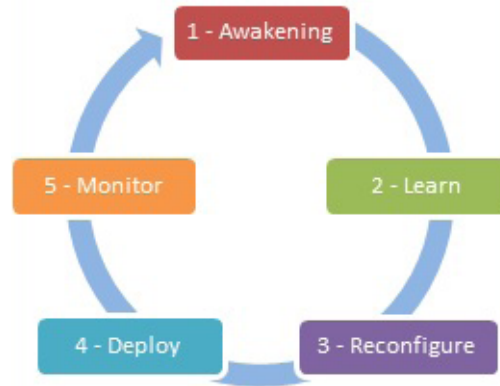 1 - Awakening
2 - Learn
3 - Reconfigure
4 - Deploy
5 - Monitor